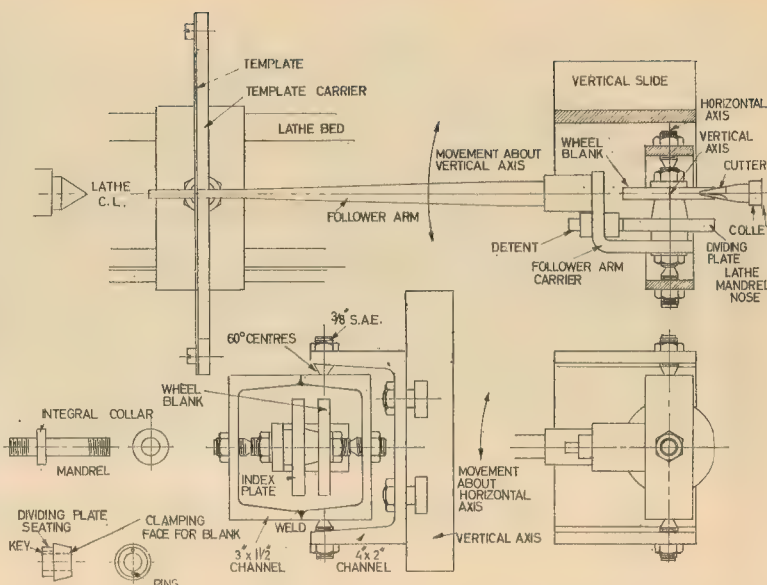 TEMPLATE
TEMPLATE CARRIER
LATHE BED
LATHE
C.L.
MOVEMENT ABOUT
VERTICAL AXIS
FOLLOWER ARM
VERTICAL SLIDE
HORIZONTAL
AXIS
VERTICAL
AXIS
WHEEL
BLANK
CUTTER
COLLE
DETENT
FOLLOWER ARM
CARRIER
DIVIDING
PLATE
LATHE
MANDREL
NOSE
3/8" S.A.E.
60° CENTRES
WHEEL
BLANK
INTEGRAL COLLAR
MANDREL
INDEX
PLATE
MOVEMENT
ABOUT
HORIZONTAL
AXIS
DIVIDING PLATE
SEATING
KEY
CLAMPING
FACE FOR BLANK
WELD
3" x 1 1/2"
CHANNEL
4" x 2"
CHANNEL
VERTICAL AXIS
RING